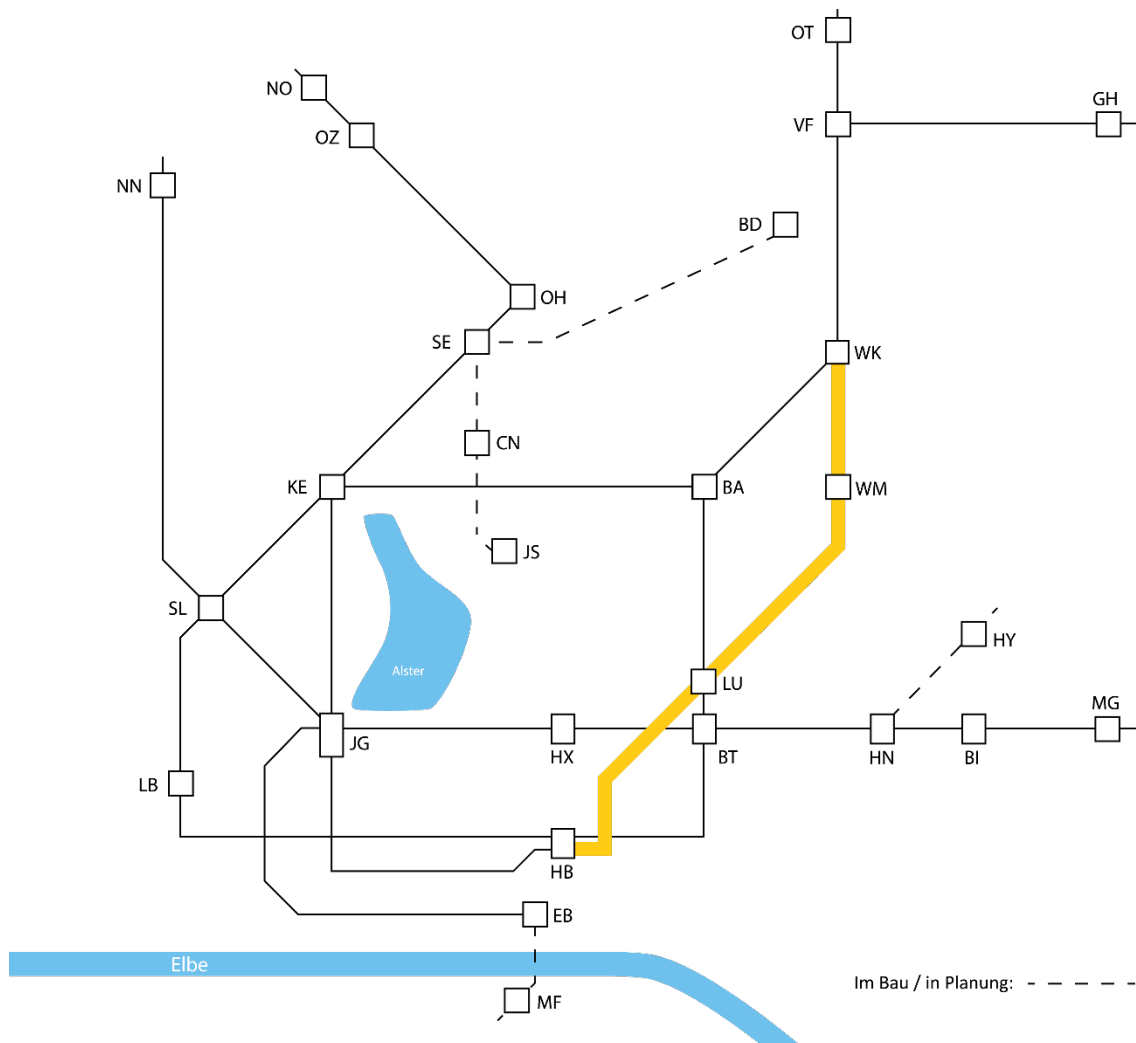 OT
NO
GH
VF
OZ
NN
BD
OH
SE
WK
CN
KE
BA
WM
JS
SL
HY
Alster
LU
MG
JG
HX
BT
HN
BI
LB
HB
EB
Elbe
Im Bau / in Planung:
MF